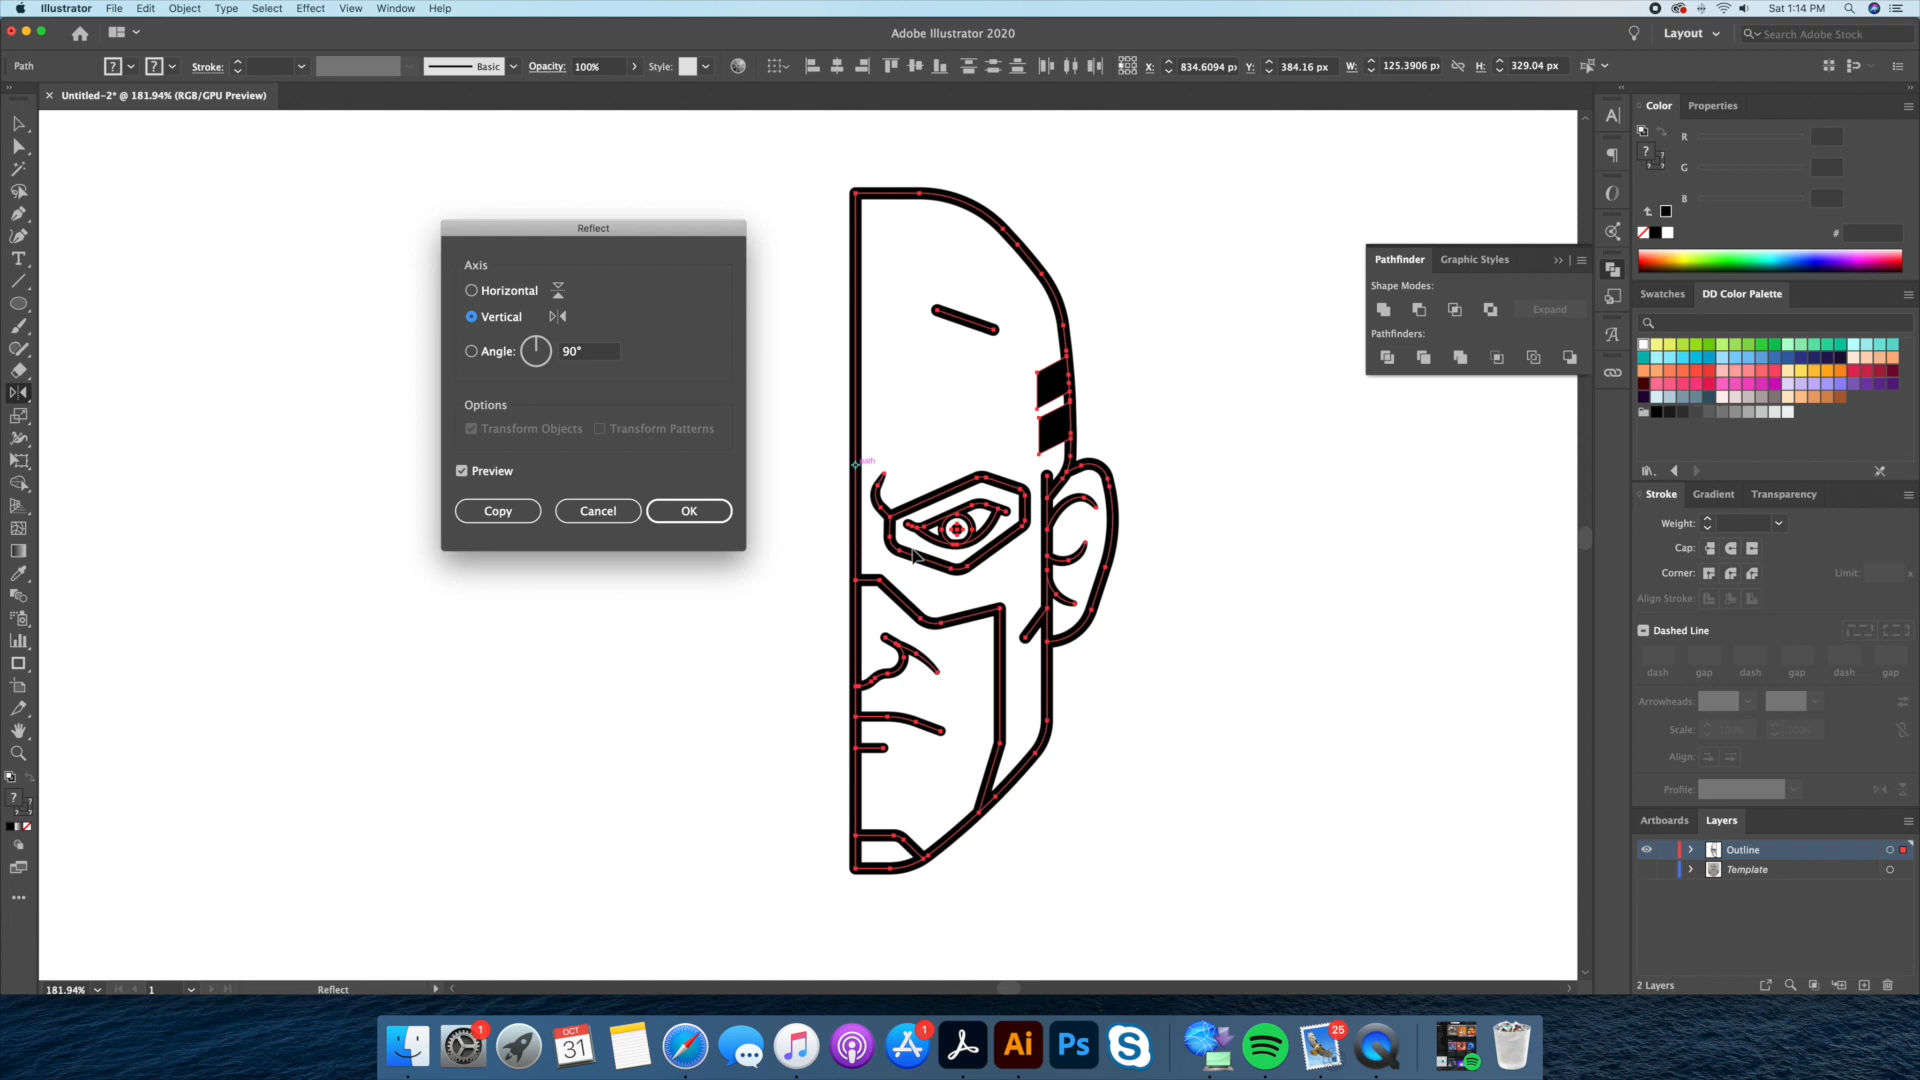 Illustrator File Edit Object Type Select Effect View Window Help
Sat 1:14 PM
Adobe Illustrator 2020
Layout
Search Adobe Stock
Path
?
?
Stroke:
Basic
Opacity: 100%
Style:
X: 834.6094 px
Y: 384.16 px
W: 125.3906 px
H: 329.04 px
Untitled-2* @ 181.94% (RGB/GPU Preview)
Color Properties
?
R
G
B
#
Reflect
Axis
Horizontal
Vertical
Angle: 90°
Options
Transform Objects Transform Patterns
Preview
Copy Cancel OK
path
Pathfinder Graphic Styles
Shape Modes:
Expand
Pathfinders:
Swatches DD Color Palette
Stroke Gradient Transparency
Weight:
Cap:
Corner: Limit: x
Align Stroke:
Dashed Line
dash gap dash gap dash gap
Arrowheads:
Scale: 100% 100%
Align:
Profile:
Artboards Layers
Outline
Template
2 Layers
?
181.94% 1 Reflect
1
OCT
31
1
Ai
Ps
25